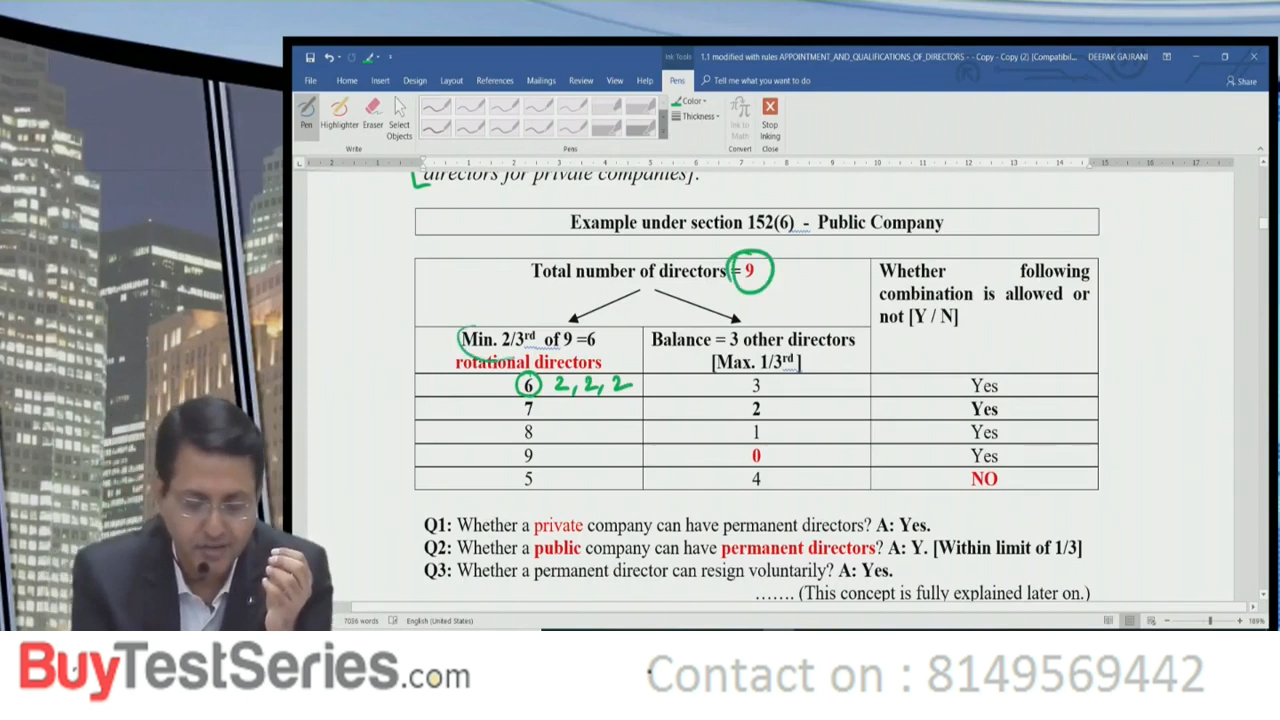 Ink Tools
1.1 modified with rules APPOINTMENT_AND_QUALIFICATIONS_OF_DIRECTORS - - Copy - Copy (2) [Compatibil...
DEEPAK GAJRANI
File Home Insert Design Layout References Mailings Review View Help Pens Tell me what you want to do
Share
Pen Highlighter Eraser Select Objects
Color
Thickness
Ink to Math
Stop Inking
Write Pens Convert Close
directors for private companies].
Example under section 152(6) - Public Company
Total number of directors = 9
Whether following combination is allowed or not [Y / N]
Min. 2/3rd of 9 =6 rotational directors
Balance = 3 other directors [Max. 1/3rd]
6 2, 2, 2 3 Yes
7 2 Yes
8 1 Yes
9 0 Yes
5 4 NO
Q1: Whether a private company can have permanent directors? A: Yes.
Q2: Whether a public company can have permanent directors? A: Y. [Within limit of 1/3]
Q3: Whether a permanent director can resign voluntarily? A: Yes.
....... (This concept is fully explained later on.)
7036 words English (United States)
189%
BuyTestSeries.com
Contact on : 8149569442